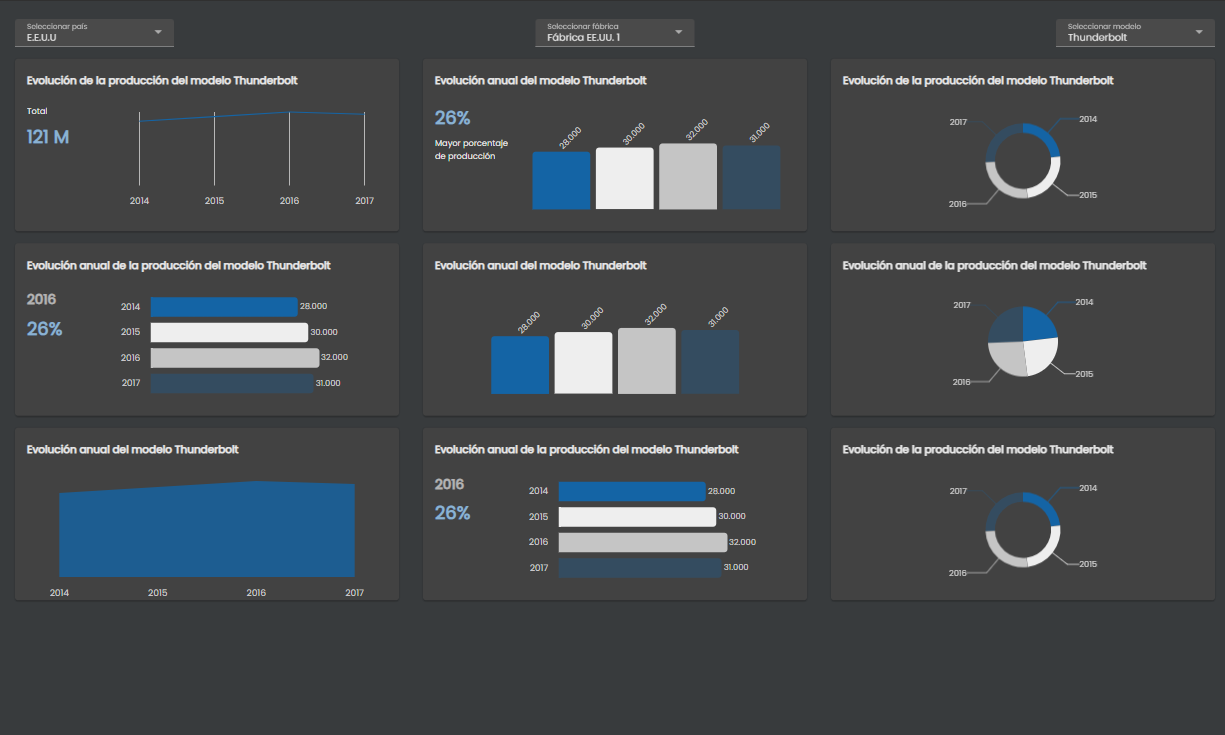 Seleccionar país
E.E.U.U
Seleccionar fábrica
Fábrica EE.UU. 1
Seleccionar modelo
Thunderbolt
Evolución de la producción del modelo Thunderbolt
Total
121 M
2014
2015
2016
2017
Evolución anual del modelo Thunderbolt
26%
Mayor porcentaje
de producción
28.000
30.000
32.000
31.000
Evolución de la producción del modelo Thunderbolt
2017
2014
2016
2015
Evolución anual de la producción del modelo Thunderbolt
2016
26%
2014 28.000
2015 30.000
2016 32.000
2017 31.000
Evolución anual del modelo Thunderbolt
28.000
30.000
32.000
31.000
Evolución anual de la producción del modelo Thunderbolt
2017
2014
2016
2015
Evolución anual del modelo Thunderbolt
2014
2015
2016
2017
Evolución anual de la producción del modelo Thunderbolt
2016
26%
2014 28.000
2015 30.000
2016 32.000
2017 31.000
Evolución de la producción del modelo Thunderbolt
2017
2014
2016
2015